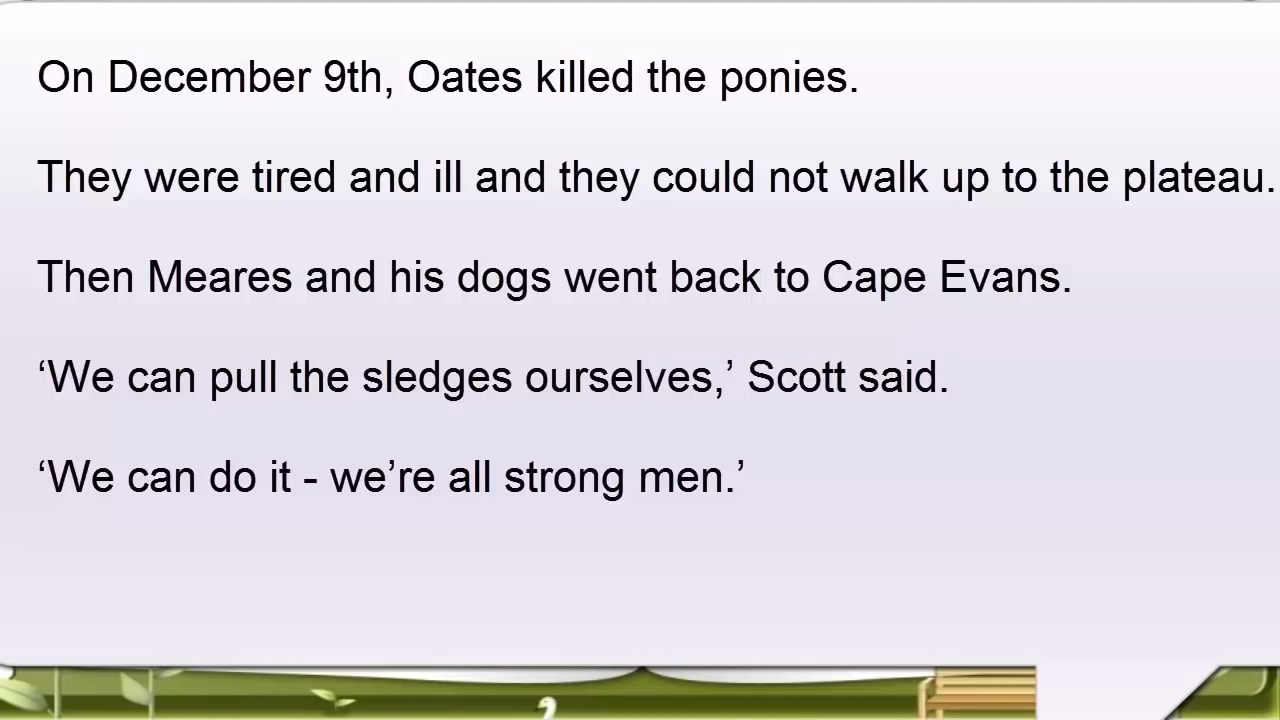 On December 9th, Oates killed the ponies.
They were tired and ill and they could not walk up to the plateau.
Then Meares and his dogs went back to Cape Evans.
‘We can pull the sledges ourselves,’ Scott said.
‘We can do it - we’re all strong men.’